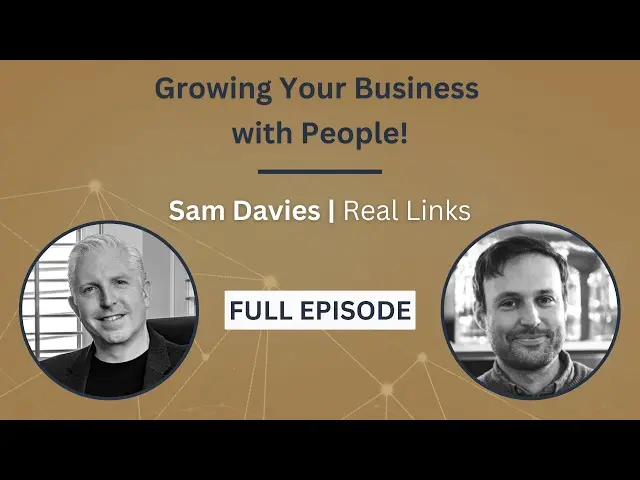 Growing Your Business
with People!
Sam Davies | Real Links
FULL EPISODE